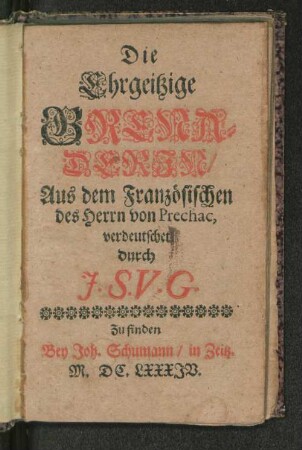 Die
Ehrgeitzige
GRENA-
DERIN/
Aus dem Französischen
des Herrn von Prechac,
verdeutschet
durch
J. S. V. G.
Zu finden
Bey Joh. Schumann / in Zeitz.
M. DC. LXXXIV.